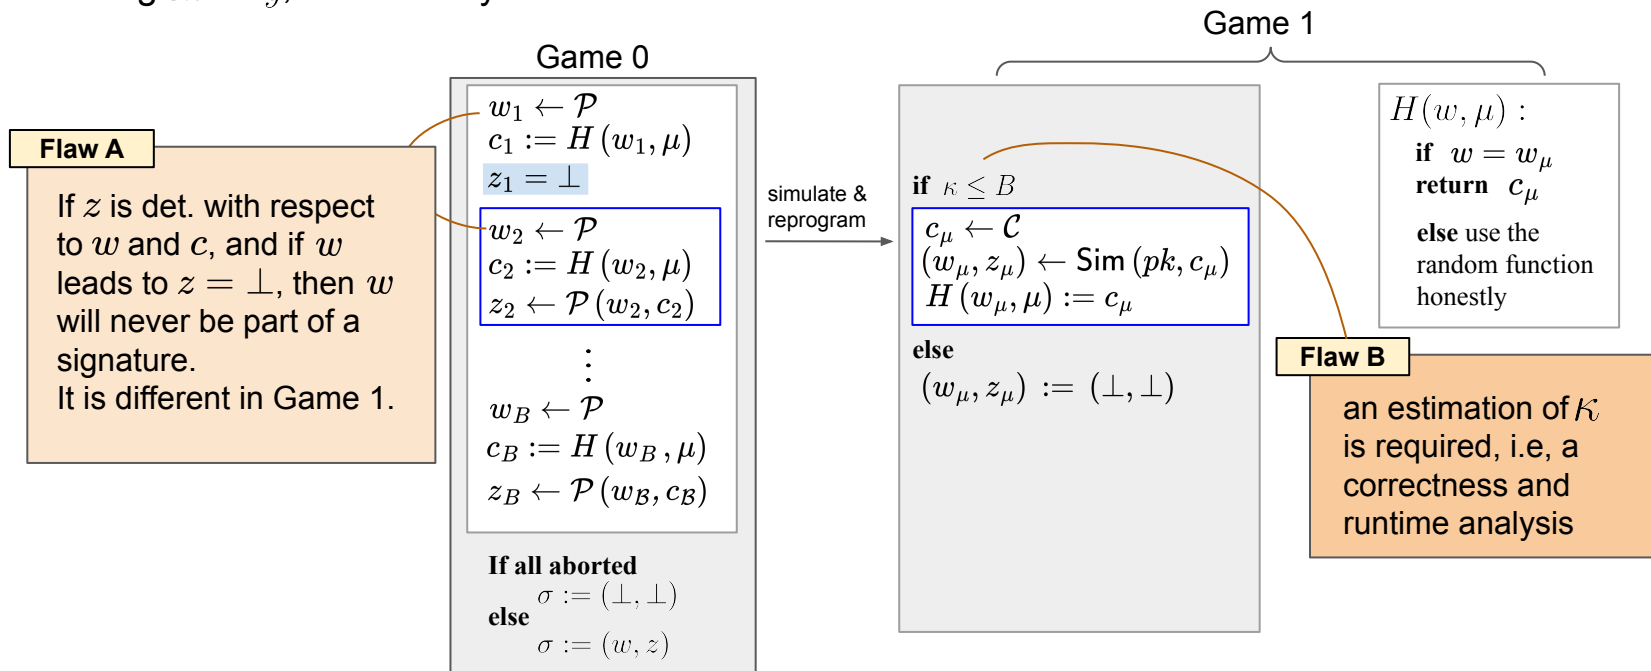 Game 0
Game 1
w₁ ← 𝒫
c₁ := H (w₁, μ)
z₁ = ⊥
w₂ ← 𝒫
c₂ := H (w₂, μ)
z₂ ← 𝒫 (w₂, c₂)
⋮
w_B ← 𝒫
c_B := H (w_B, μ)
z_B ← 𝒫 (w_ℬ, c_ℬ)
If all aborted
σ := (⊥, ⊥)
else
σ := (w, z)
Flaw A
If z is det. with respect
to w and c, and if w
leads to z = ⊥, then w
will never be part of a
signature.
It is different in Game 1.
simulate &
reprogram
if κ ≤ B
c_μ ← 𝒞
(w_μ, z_μ) ← Sim (pk, c_μ)
H (w_μ, μ) := c_μ
else
(w_μ, z_μ) := (⊥, ⊥)
H(w, μ) :
if w = w_μ
return c_μ
else use the
random function
honestly
Flaw B
an estimation of κ
is required, i.e, a
correctness and
runtime analysis